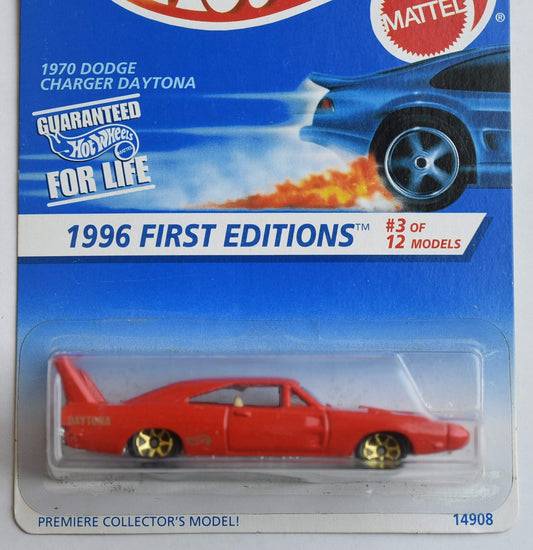 MATTEL
®
1970 DODGE
CHARGER DAYTONA
GUARANTEED
Hot Wheels
MATTEL
FOR LIFE
1996 FIRST EDITIONS™
#3 OF
12 MODELS
DAYTONA
PREMIERE COLLECTOR'S MODEL!
14908